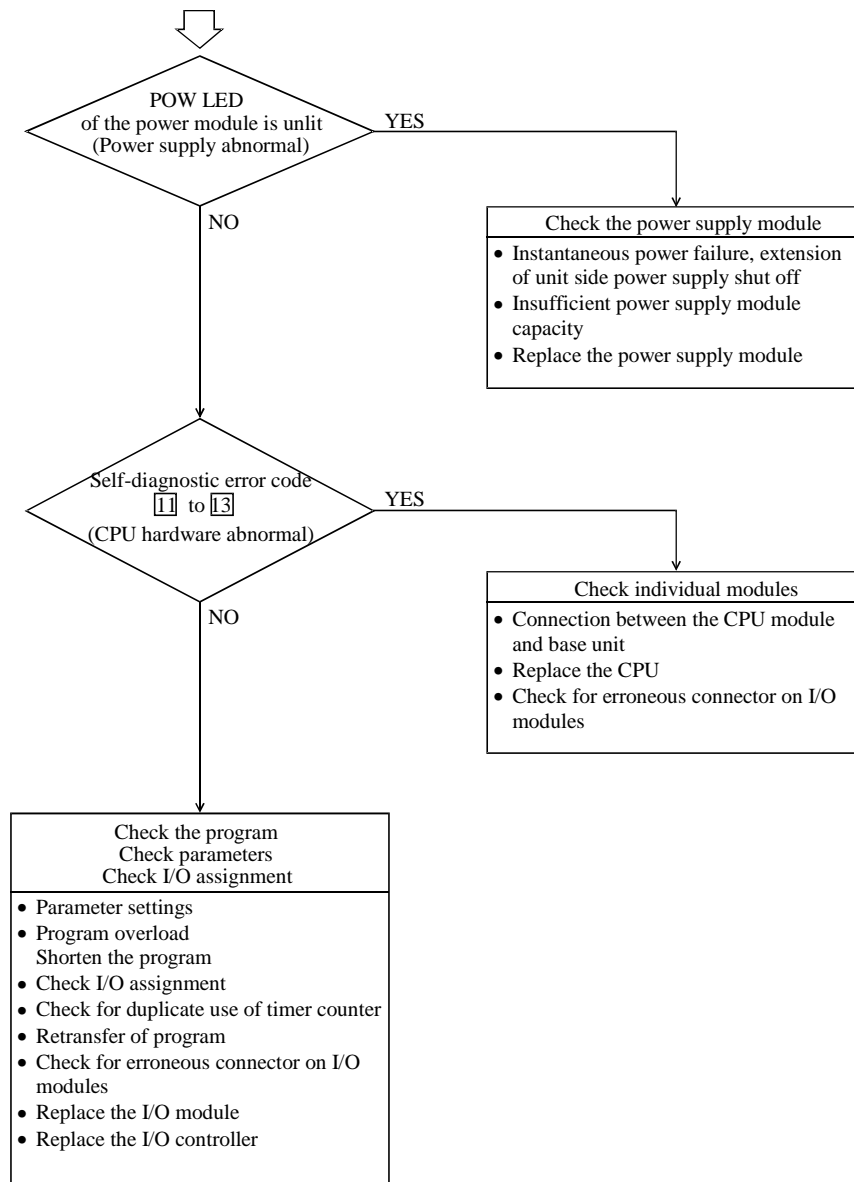 POW LED
of the power module is unlit
(Power supply abnormal)
YES
NO
Check the power supply module
• Instantaneous power failure, extension
of unit side power supply shut off
• Insufficient power supply module
capacity
• Replace the power supply module
Self-diagnostic error code
11 to 13
(CPU hardware abnormal)
YES
NO
Check individual modules
• Connection between the CPU module
and base unit
• Replace the CPU
• Check for erroneous connector on I/O
modules
Check the program
Check parameters
Check I/O assignment
• Parameter settings
• Program overload
Shorten the program
• Check I/O assignment
• Check for duplicate use of timer counter
• Retransfer of program
• Check for erroneous connector on I/O
modules
• Replace the I/O module
• Replace the I/O controller